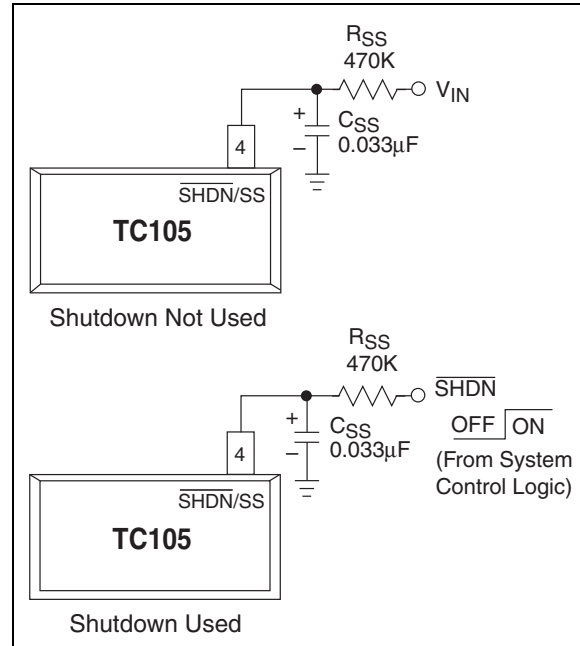 RSS
470K
VIN
+
CSS
–
0.033µF
4
SHDN/SS
TC105
Shutdown Not Used
RSS
470K
SHDN
+
CSS
OFF ON
–
0.033µF
(From System
Control Logic)
4
SHDN/SS
TC105
Shutdown Used